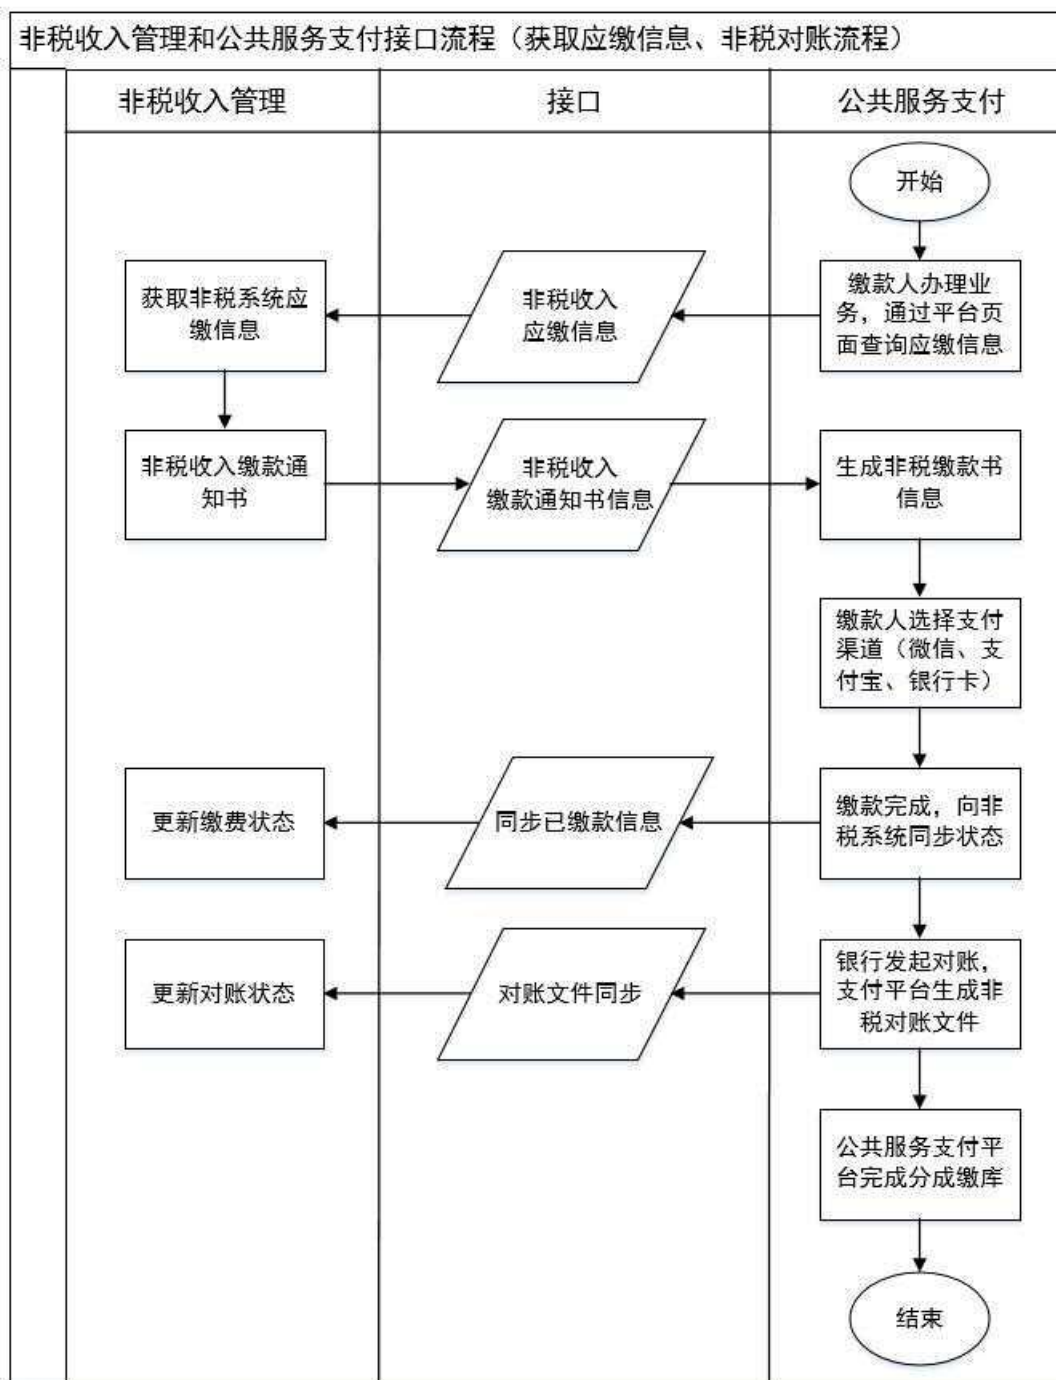 非税收入管理和公共服务支付接口流程（获取应缴信息、非税对账流程）
非税收入管理
接口
公共服务支付
开始
获取非税系统应
缴信息
非税收入
应缴信息
缴款人办理业
务，通过平台页
面查询应缴信息
非税收入缴款通
知书
非税收入
缴款通知书信息
生成非税缴款书
信息
缴款人选择支付
渠道（微信、支
付宝、银行卡）
更新缴费状态
同步已缴款信息
缴款完成，向非
税系统同步状态
更新对账状态
对账文件同步
银行发起对账，
支付平台生成非
税对账文件
公共服务支付平
台完成分成缴库
结束